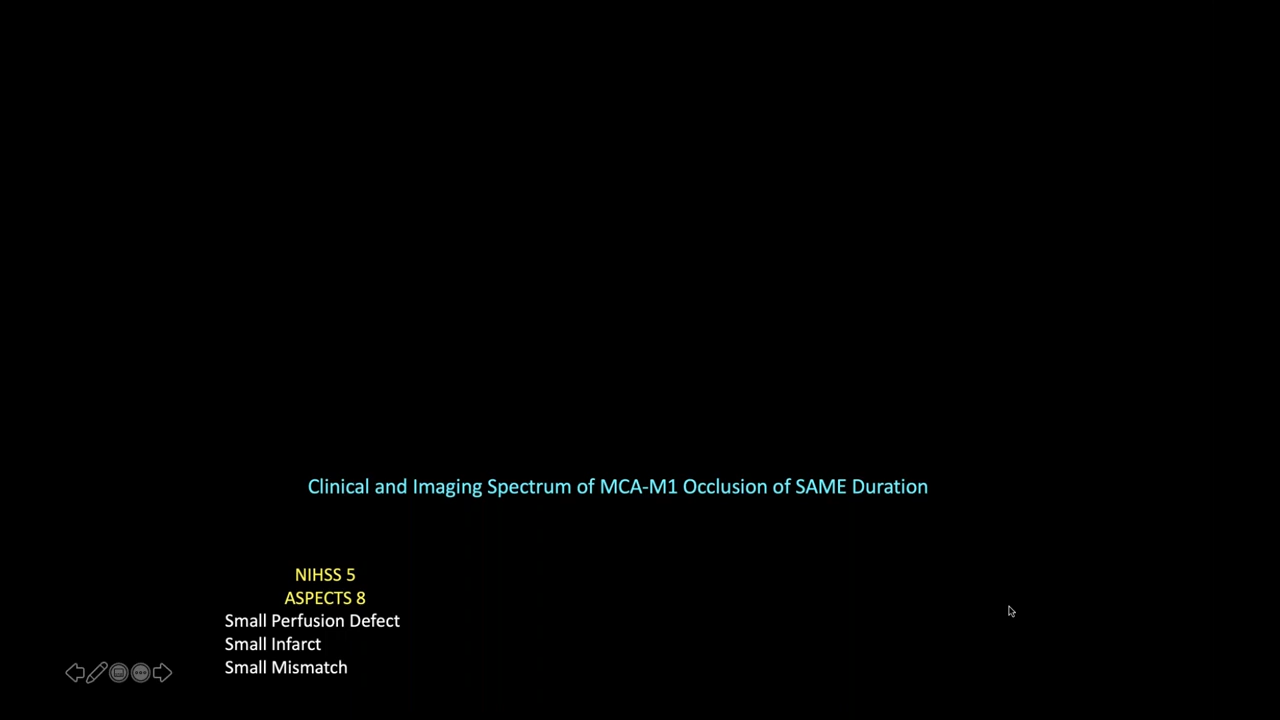 Clinical and Imaging Spectrum of MCA-M1 Occlusion of SAME Duration
NIHSS 5
ASPECTS 8
Small Perfusion Defect
Small Infarct
Small Mismatch